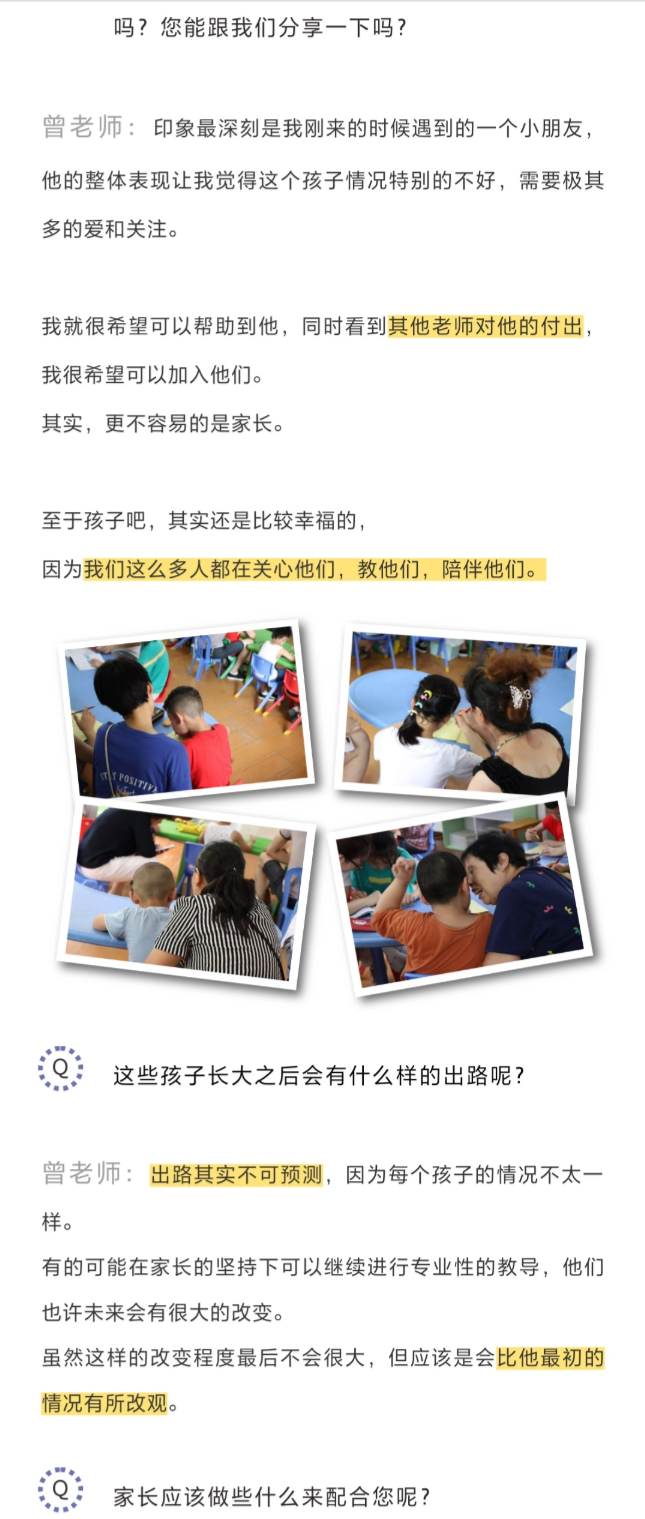 吗？您能跟我们分享一下吗？
曾老师：印象最深刻是我刚来的时候遇到的一个小朋友，
他的整体表现让我觉得这个孩子情况特别的不好，需要极其
多的爱和关注。
我就很希望可以帮助到他，同时看到其他老师对他的付出，
我很希望可以加入他们。
其实，更不容易的是家长。
至于孩子吧，其实还是比较幸福的，
因为我们这么多人都在关心他们，教他们，陪伴他们。
STAY POSITIVE
Q
这些孩子长大之后会有什么样的出路呢？
曾老师：出路其实不可预测，因为每个孩子的情况不太一
样。
有的可能在家长的坚持下可以继续进行专业性的教导，他们
也许未来会有很大的改变。
虽然这样的改变程度最后不会很大，但应该是会比他最初的
情况有所改观。
Q
家长应该做些什么来配合您呢？